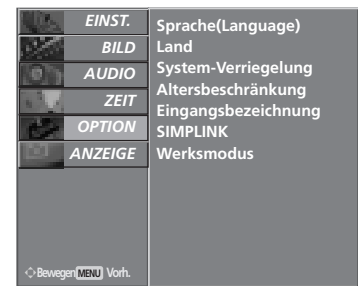 EINST.
BILD
AUDIO
ZEIT
OPTION
ANZEIGE
Sprache(Language)
Land
System-Verriegelung
Altersbeschränkung
Eingangsbezeichnung
SIMPLINK
Werksmodus
Bewegen MENU Vorh.